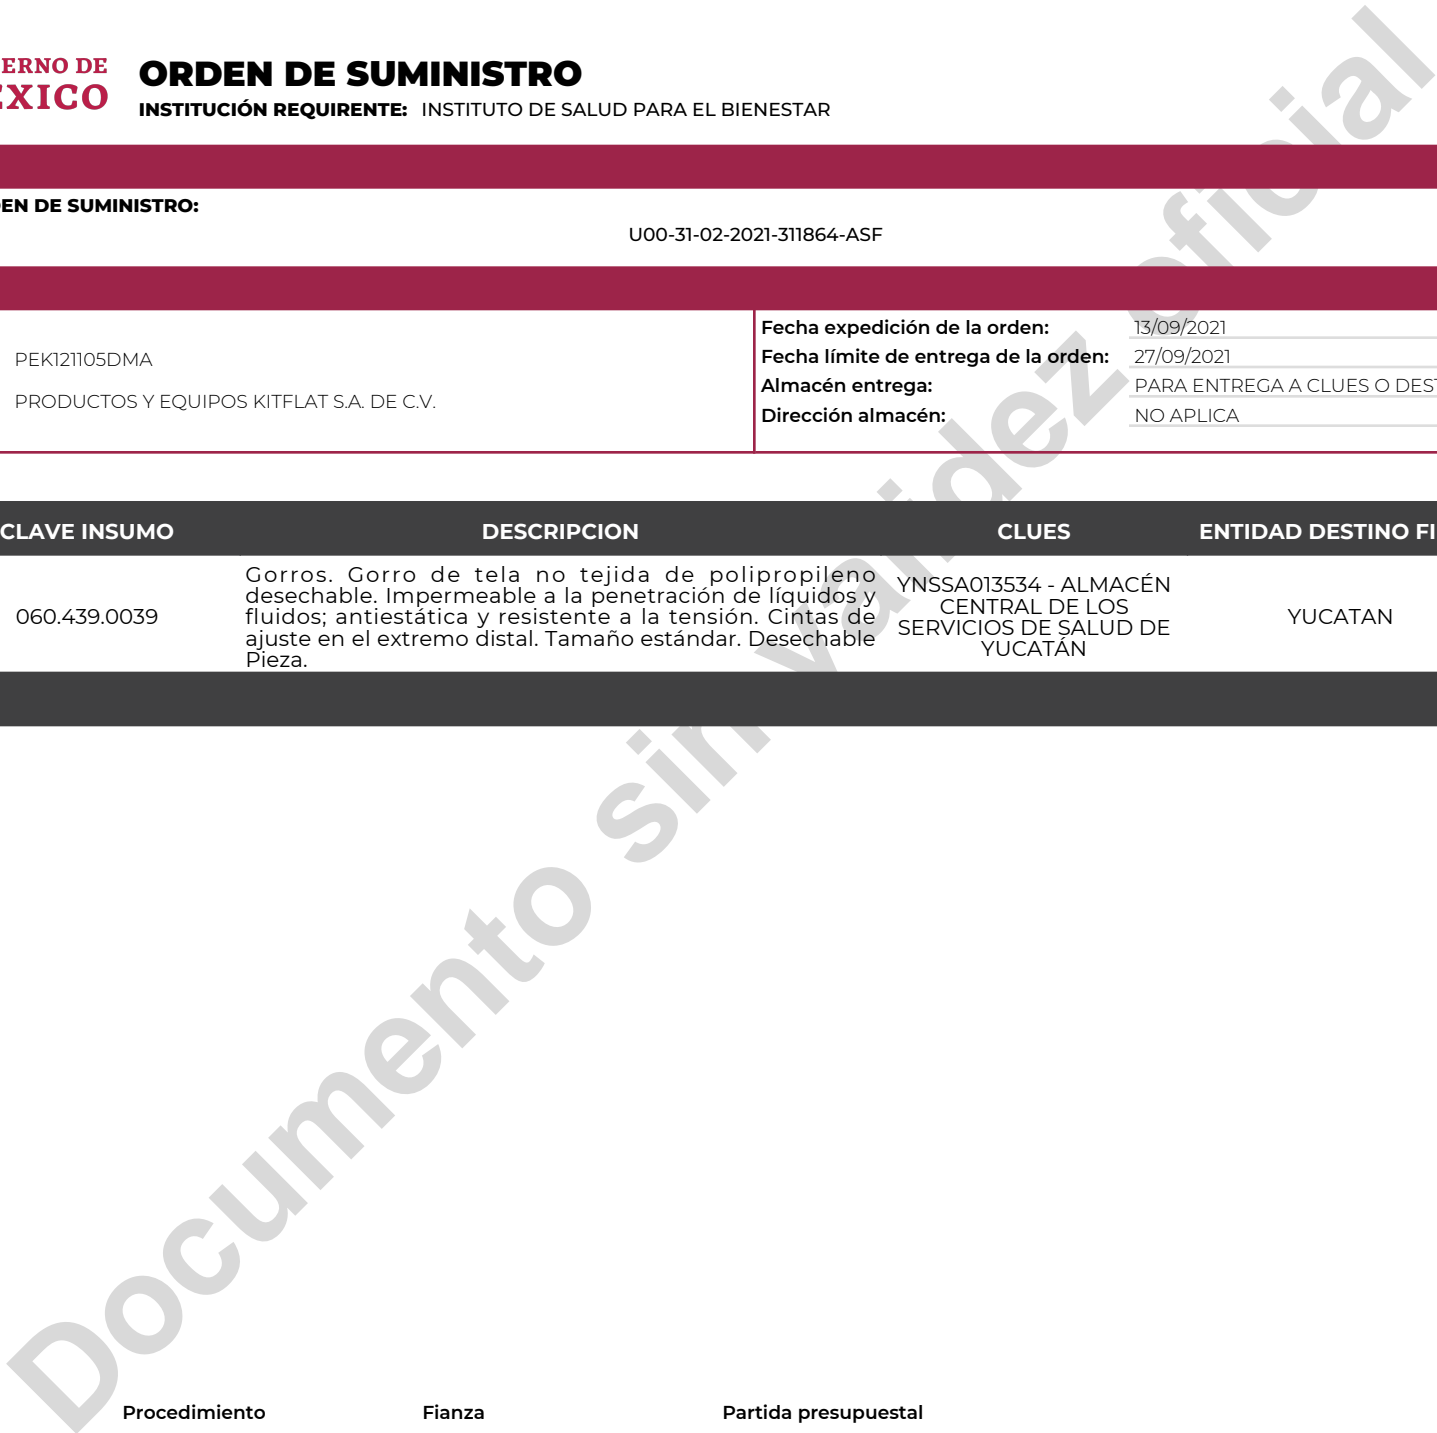 ERNO DE
EXICO
ORDEN DE SUMINISTRO
INSTITUCIÓN REQUIRENTE: INSTITUTO DE SALUD PARA EL BIENESTAR
EN DE SUMINISTRO:
U00-31-02-2021-311864-ASF
PEK121105DMA
PRODUCTOS Y EQUIPOS KITFLAT S.A. DE C.V.
Fecha expedición de la orden: 13/09/2021
Fecha límite de entrega de la orden: 27/09/2021
Almacén entrega: PARA ENTREGA A CLUES O DEST
Dirección almacén: NO APLICA
CLAVE INSUMO DESCRIPCION CLUES ENTIDAD DESTINO FI
060.439.0039
Gorros. Gorro de tela no tejida de polipropileno
desechable. Impermeable a la penetración de líquidos y
fluidos; antiestática y resistente a la tensión. Cintas de
ajuste en el extremo distal. Tamaño estándar. Desechable
Pieza.
YNSSA013534 - ALMACÉN
CENTRAL DE LOS
SERVICIOS DE SALUD DE
YUCATÁN
YUCATAN
Documento sin validez oficial
Procedimiento Fianza Partida presupuestal